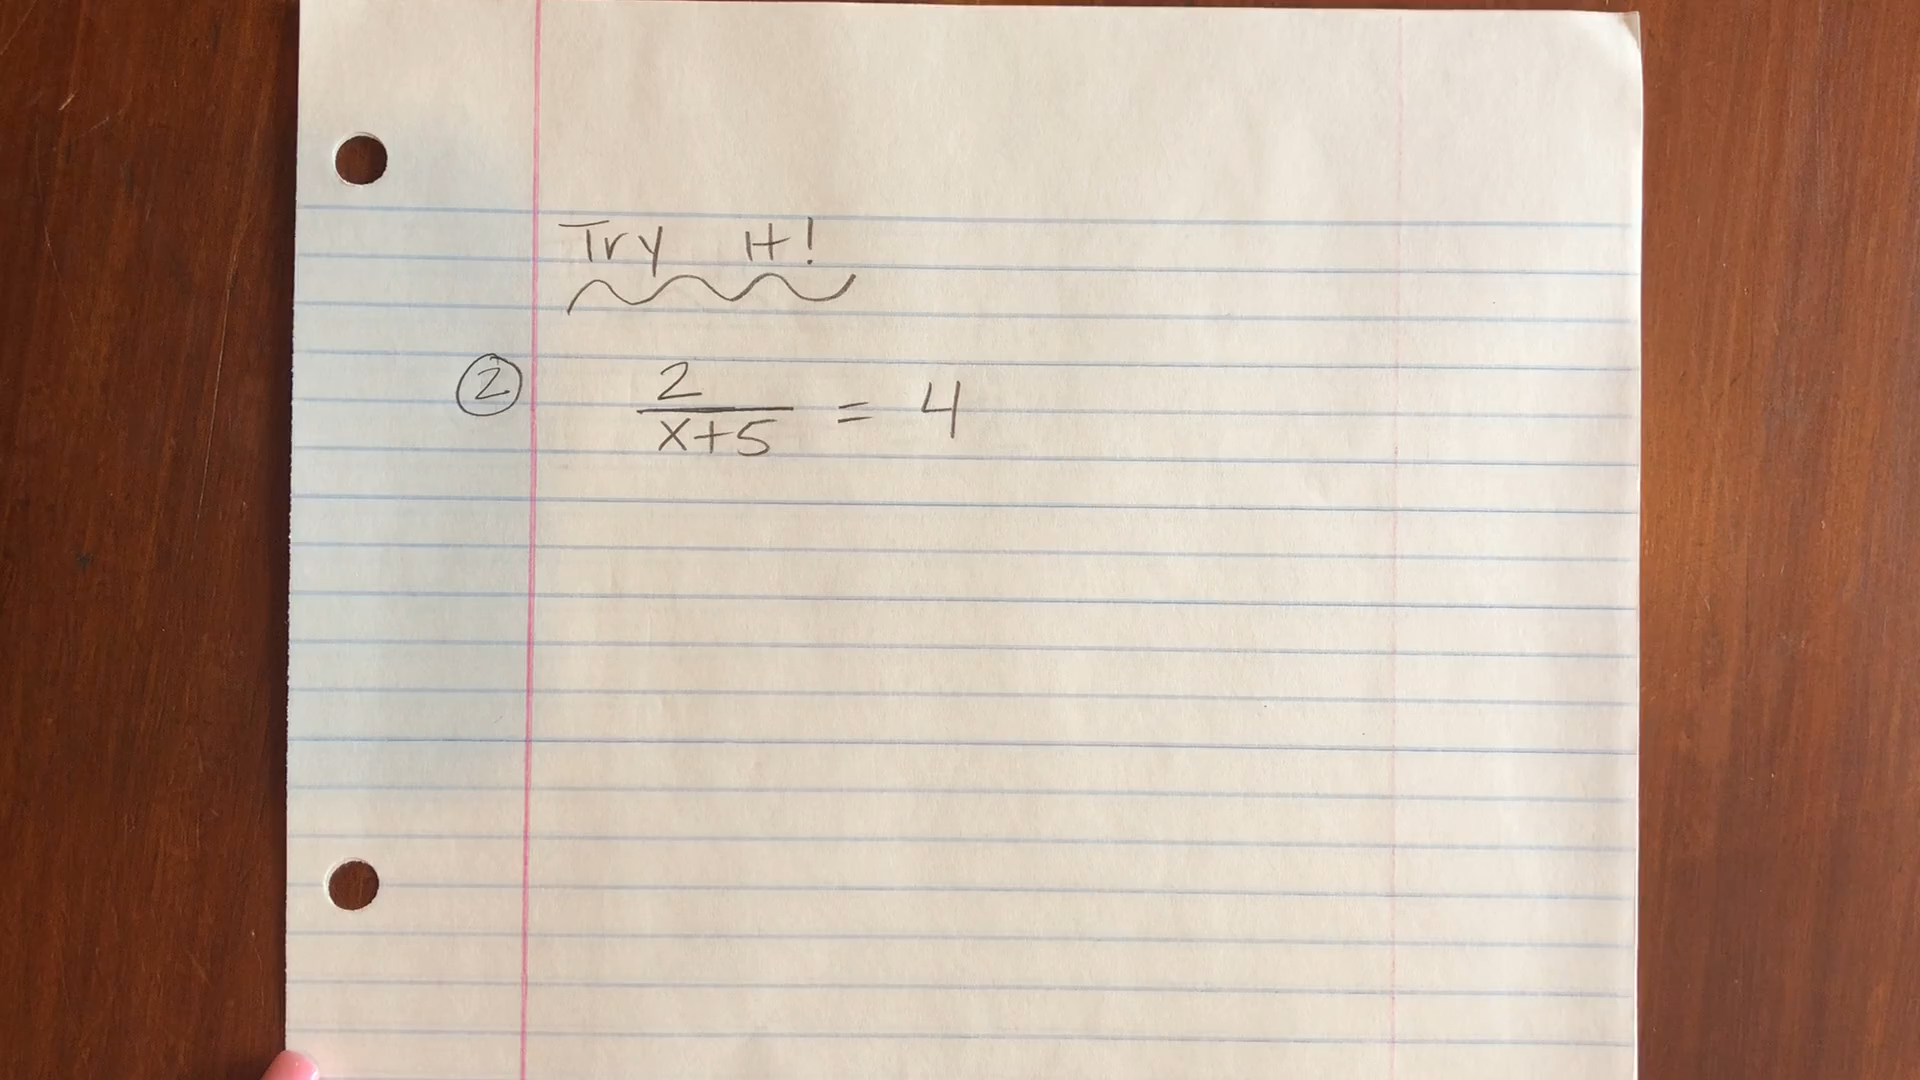 Try It!
② 2/(x+5) = 4